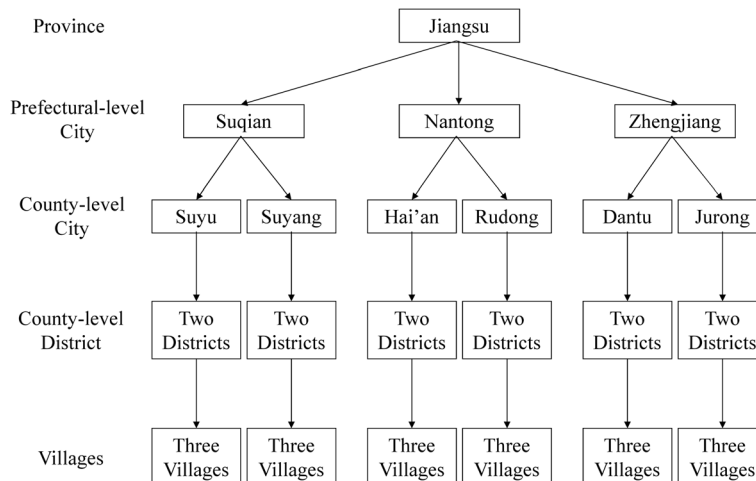 Province
Jiangsu
Prefectural-level
City
Suqian
Nantong
Zhengjiang
County-level
City
Suyu
Suyang
Hai’an
Rudong
Dantu
Jurong
County-level
District
Two
Districts
Two
Districts
Two
Districts
Two
Districts
Two
Districts
Two
Districts
Villages
Three
Villages
Three
Villages
Three
Villages
Three
Villages
Three
Villages
Three
Villages